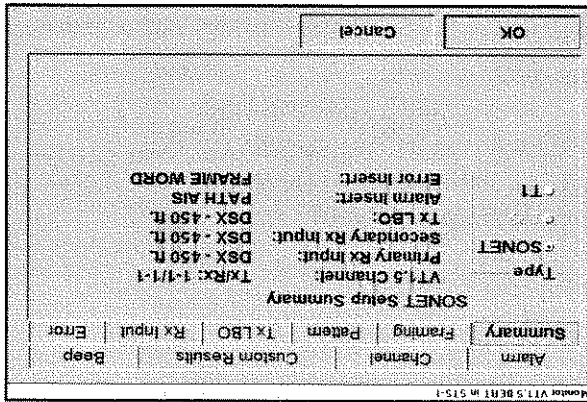 Monitor VT1.5 BERT in STS-1
Alarm Channel Custom Results Beep
Summary Framing Pattern Tx LBO Rx Input Error
SONET Setup Summary
Type
SONET
T1
VT1.5 Channel: Tx/Rx: 1-1/1-1
Primary Rx Input: DSX - 450 ft.
Secondary Rx Input: DSX - 450 ft.
Tx LBO: DSX - 450 ft.
Alarm Insert: PATH AIS
Error Insert: FRAME WORD
OK Cancel